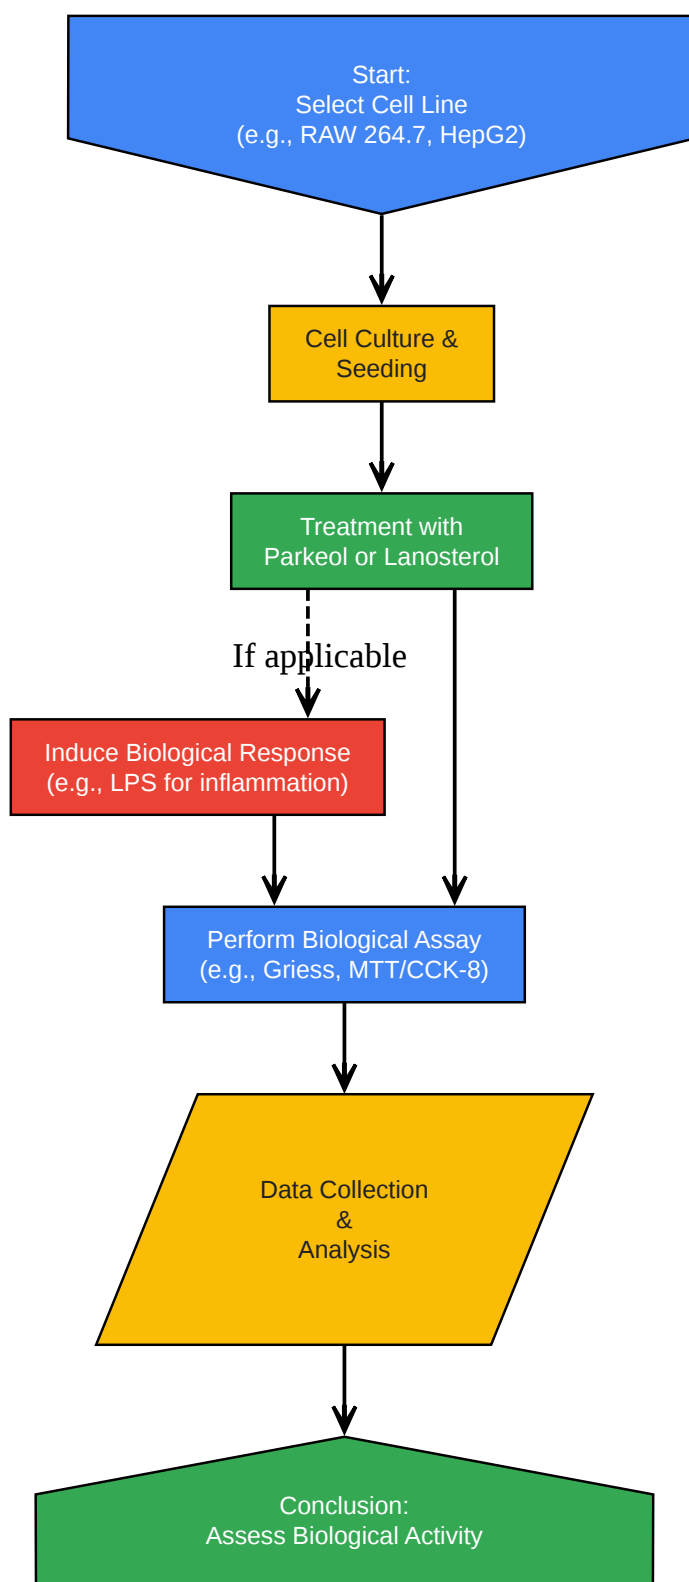 Start:
Select Cell Line
(e.g., RAW 264.7, HepG2)
Cell Culture &
Seeding
Treatment with
Parkeol or Lanosterol
If applicable
Induce Biological Response
(e.g., LPS for inflammation)
Perform Biological Assay
(e.g., Griess, MTT/CCK-8)
Data Collection
&
Analysis
Conclusion:
Assess Biological Activity